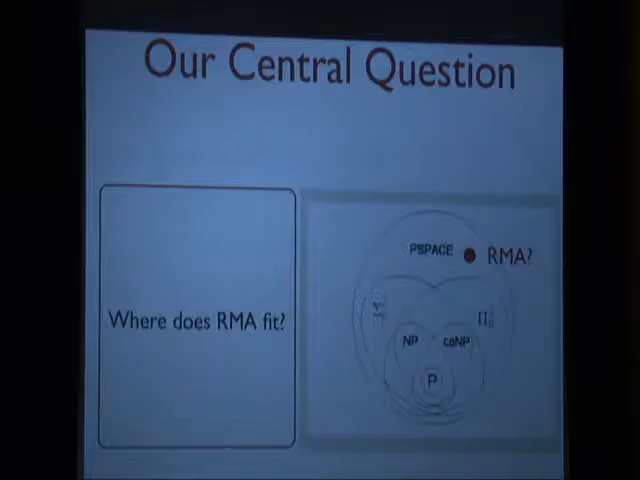 Our Central Question
Where does RMA fit?
PSPACE
RMA?
NP
coNP
P